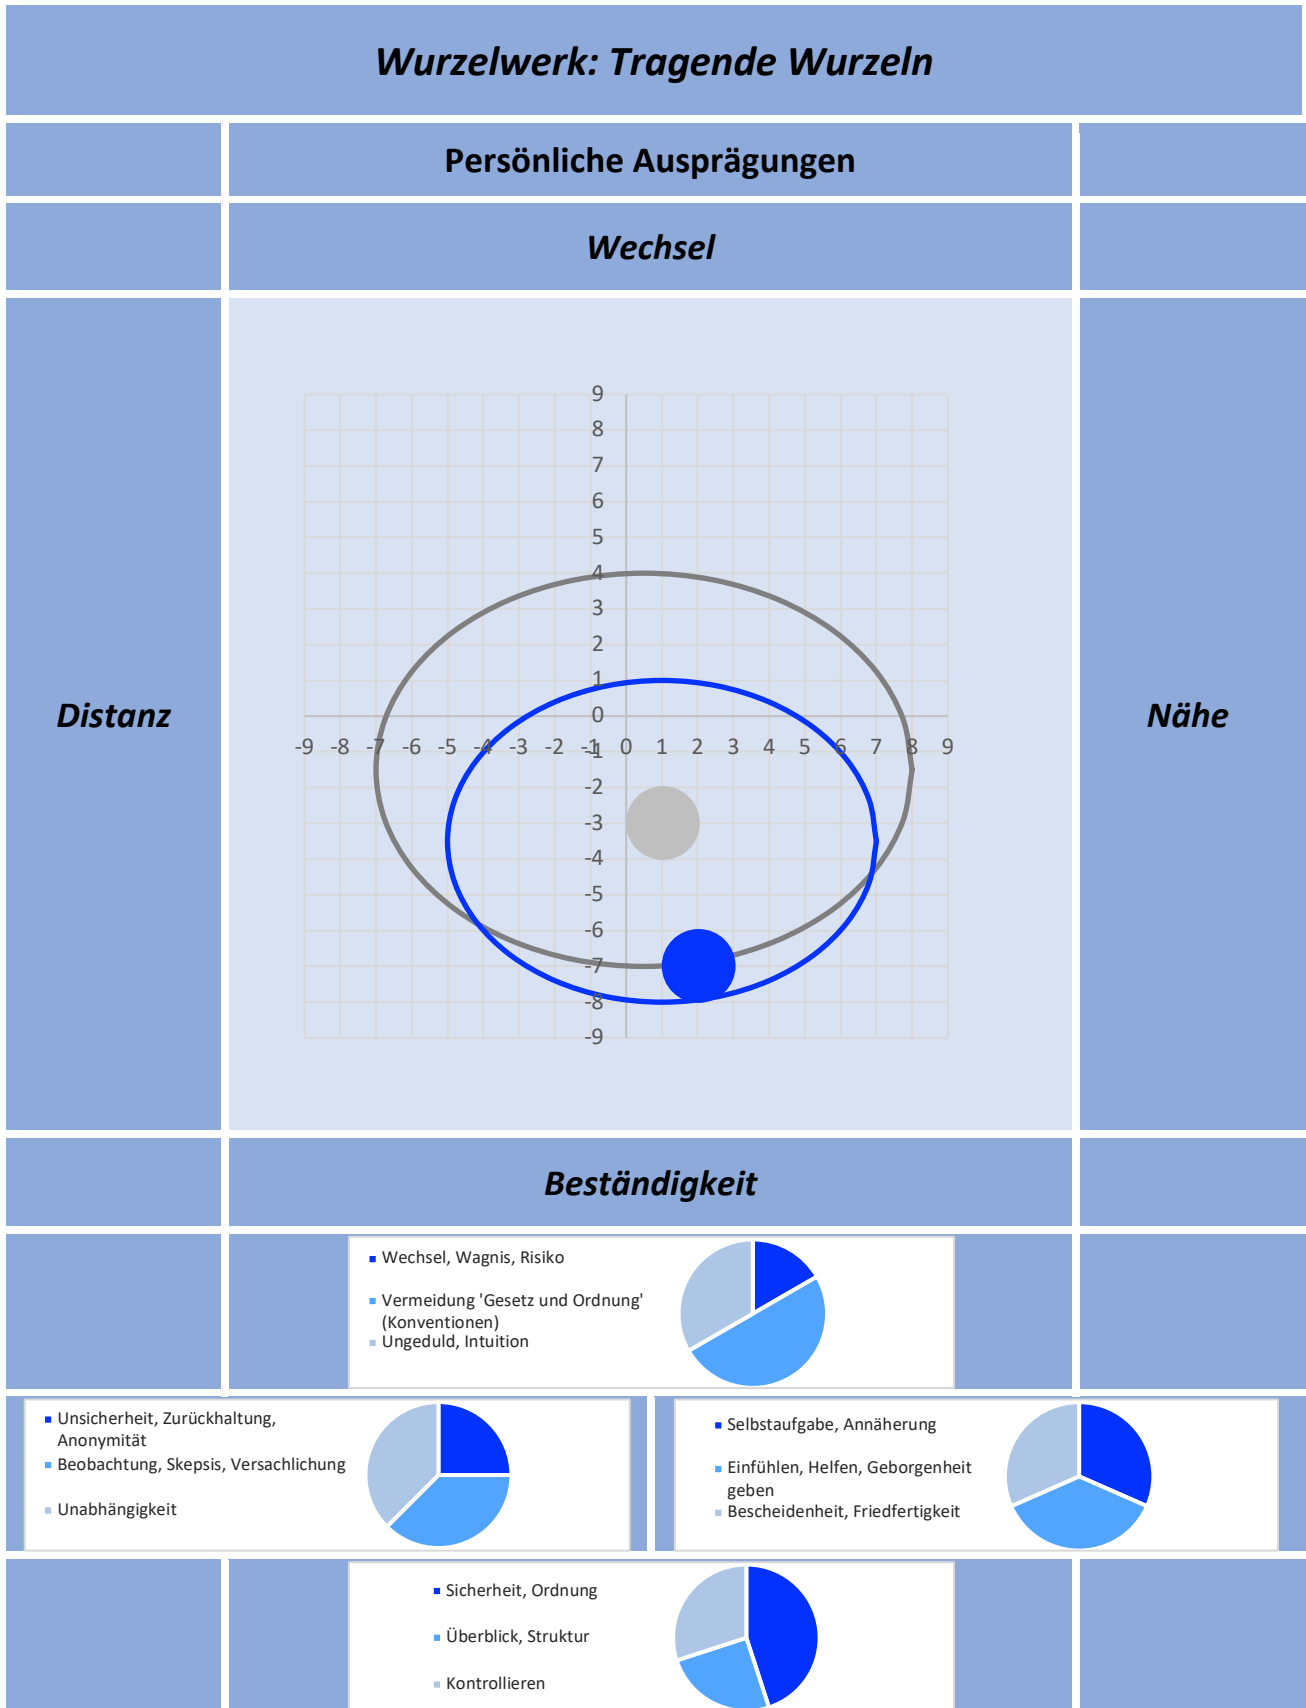 Wurzelwerk: Tragende Wurzeln
Persönliche Ausprägungen
Wechsel
9
8
7
6
5
4
3
2
1
0
-1
-2
-3
-4
-5
-6
-7
-8
-9
-9 -8 -7 -6 -5 -4 -3 -2 -1 0 1 2 3 4 5 6 7 8 9
Distanz
Nähe
Beständigkeit
Wechsel, Wagnis, Risiko
Vermeidung 'Gesetz und Ordnung'
(Konventionen)
Ungeduld, Intuition
Unsicherheit, Zurückhaltung,
Anonymität
Beobachtung, Skepsis, Versachlichung
Unabhängigkeit
Selbstaufgabe, Annäherung
Einfühlen, Helfen, Geborgenheit
geben
Bescheidenheit, Friedfertigkeit
Sicherheit, Ordnung
Überblick, Struktur
Kontrollieren